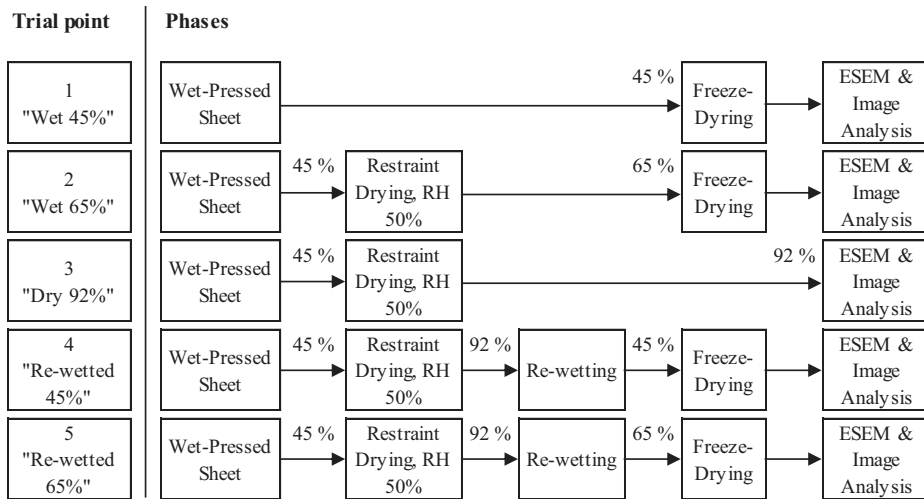 Trial point
Phases
1
"Wet 45%"
Wet-Pressed
Sheet
45 %
Freeze-
Dyring
ESEM &
Image
Analysis
2
"Wet 65%"
Wet-Pressed
Sheet
45 %
Restraint
Drying, RH
50%
65 %
Freeze-
Drying
ESEM &
Image
Analysis
3
"Dry 92%"
Wet-Pressed
Sheet
45 %
Restraint
Drying, RH
50%
92 %
ESEM &
Image
Analysis
4
"Re-wetted
45%"
Wet-Pressed
Sheet
45 %
Restraint
Drying, RH
50%
92 %
Re-wetting
45 %
Freeze-
Drying
ESEM &
Image
Analysis
5
"Re-wetted
65%"
Wet-Pressed
Sheet
45 %
Restraint
Drying, RH
50%
92 %
Re-wetting
65 %
Freeze-
Drying
ESEM &
Image
Analysis